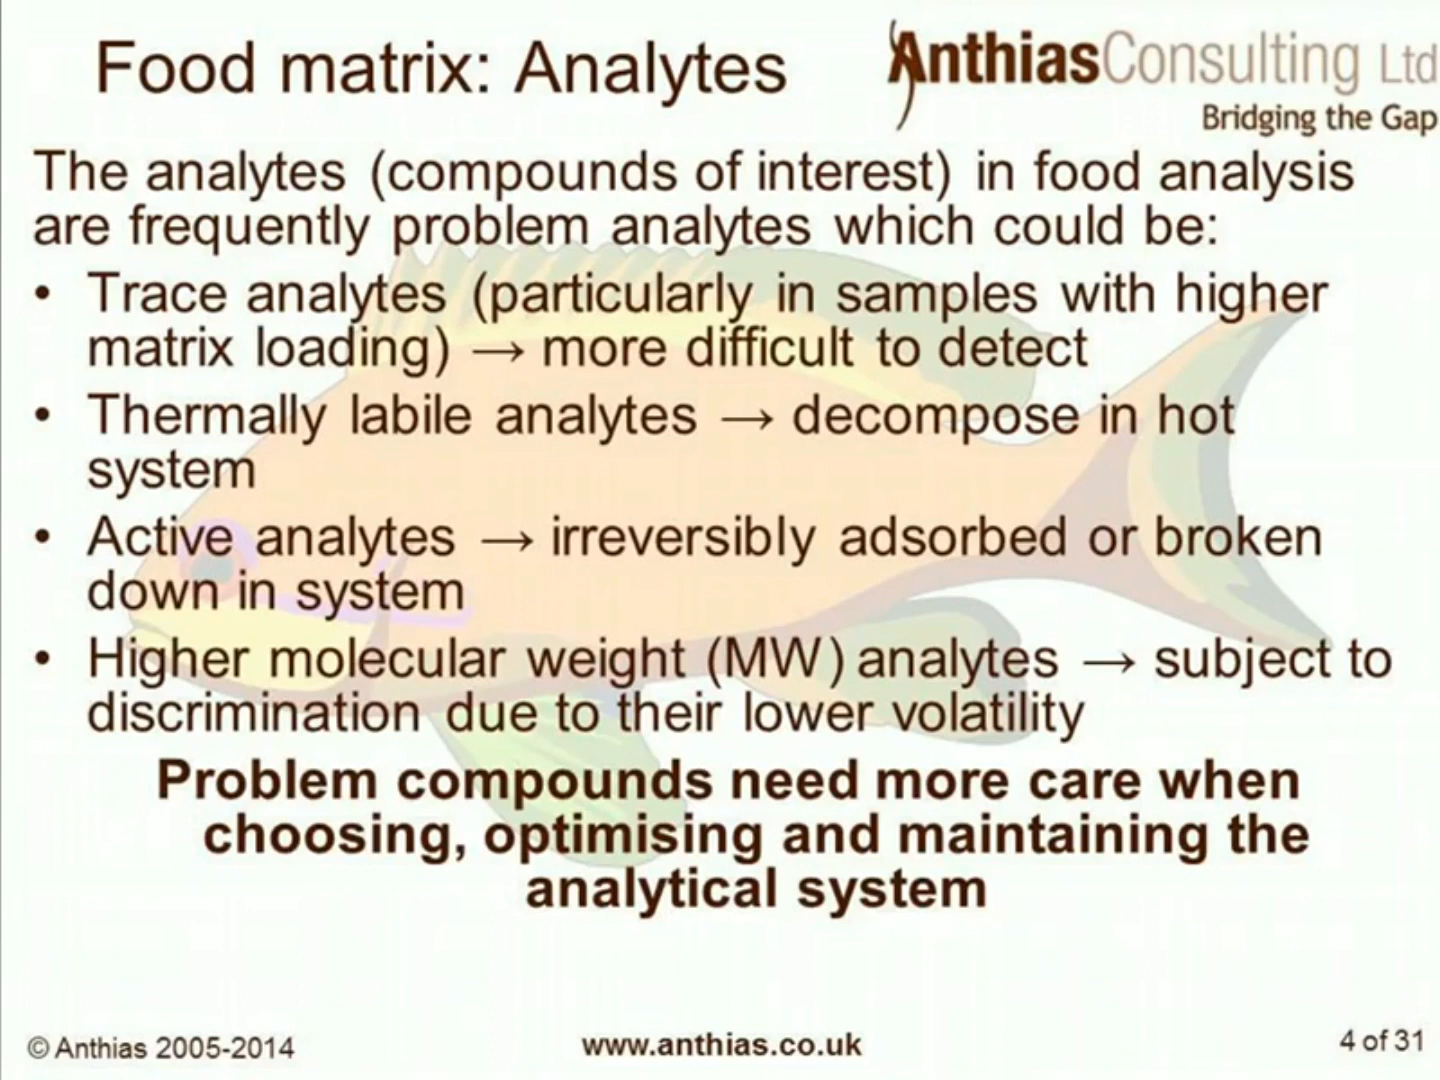 Food matrix: Analytes
AnthiasConsulting Ltd
Bridging the Gap
The analytes (compounds of interest) in food analysis
are frequently problem analytes which could be:
• Trace analytes (particularly in samples with higher
matrix loading) → more difficult to detect
• Thermally labile analytes → decompose in hot
system
• Active analytes → irreversibly adsorbed or broken
down in system
• Higher molecular weight (MW) analytes → subject to
discrimination due to their lower volatility
Problem compounds need more care when
choosing, optimising and maintaining the
analytical system
© Anthias 2005-2014
www.anthias.co.uk
4 of 31